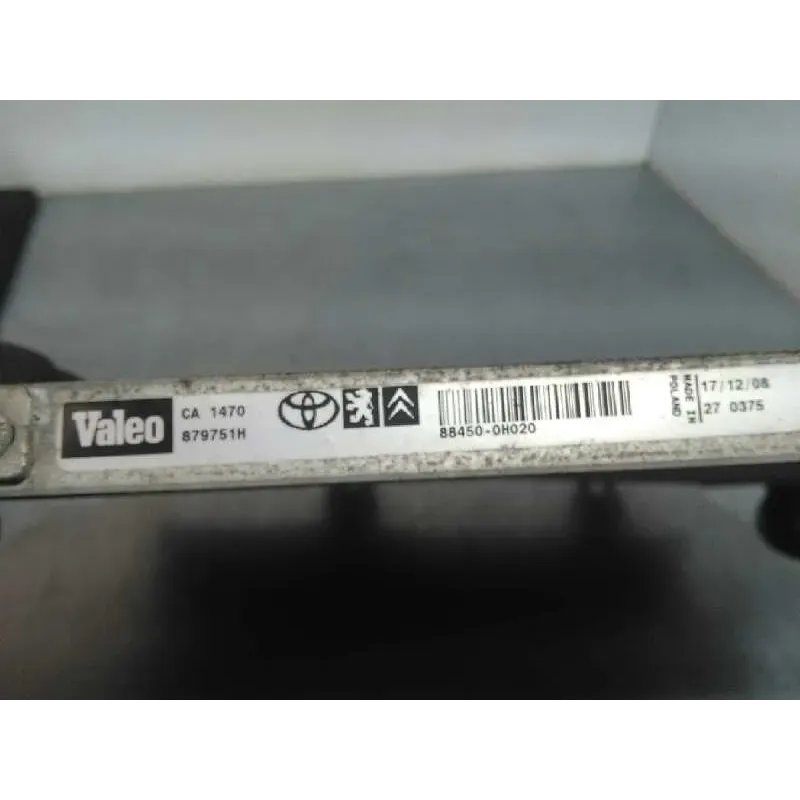 Valeo
CA 1470
879751H
88450-0H020
MADE IN
POLAND
17/12/08
27 0375